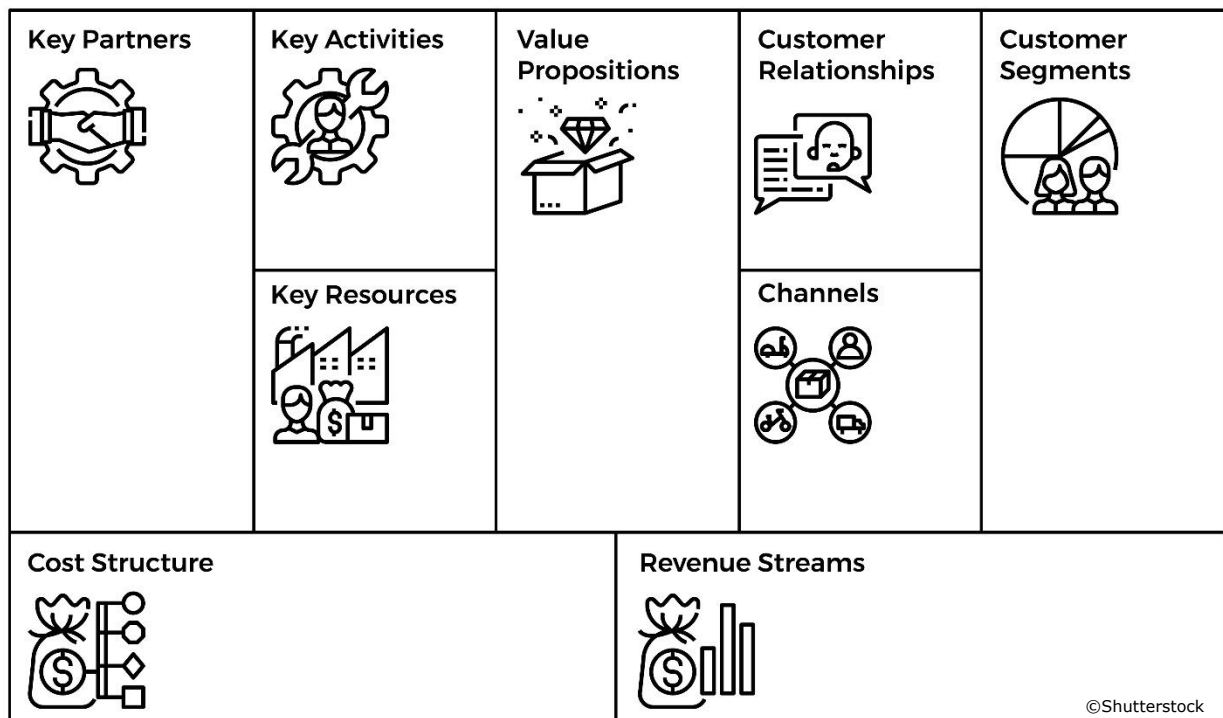 Key Partners
Key Activities
Value
Propositions
Customer
Relationships
Customer
Segments
Key Resources
$
Channels
Cost Structure
$
Revenue Streams
$
©Shutterstock